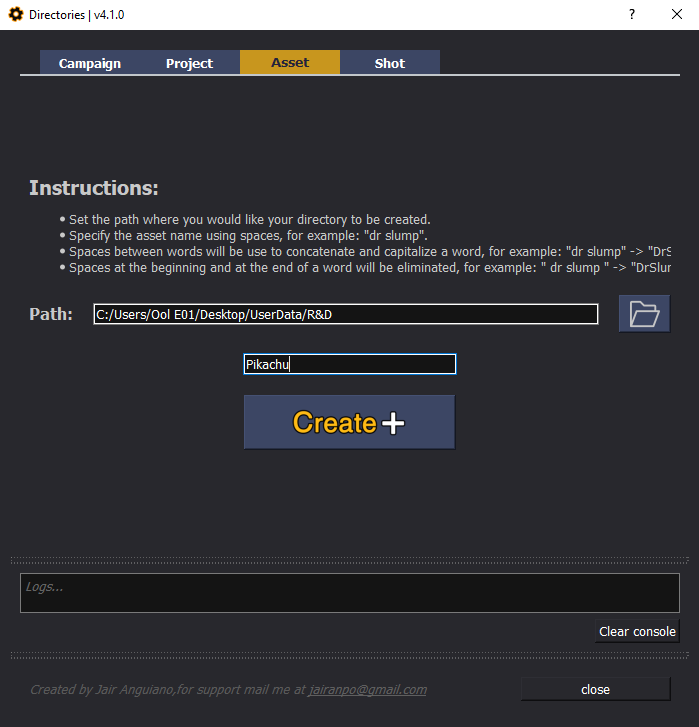 Directories | v4.1.0
?
Campaign Project Asset Shot
Instructions:
Set the path where you would like your directory to be created.
Specify the asset name using spaces, for example: "dr slump".
Spaces between words will be use to concatenate and capitalize a word, for example: "dr slump" -> "DrS
Spaces at the beginning and at the end of a word will be eliminated, for example: " dr slump " -> "DrSlur
Path: C:/Users/Ool E01/Desktop/UserData/R&D
Pikachu
Create+
Logs...
Clear console
Created by Jair Anguiano,for support mail me at jairanpo@gmail.com
close